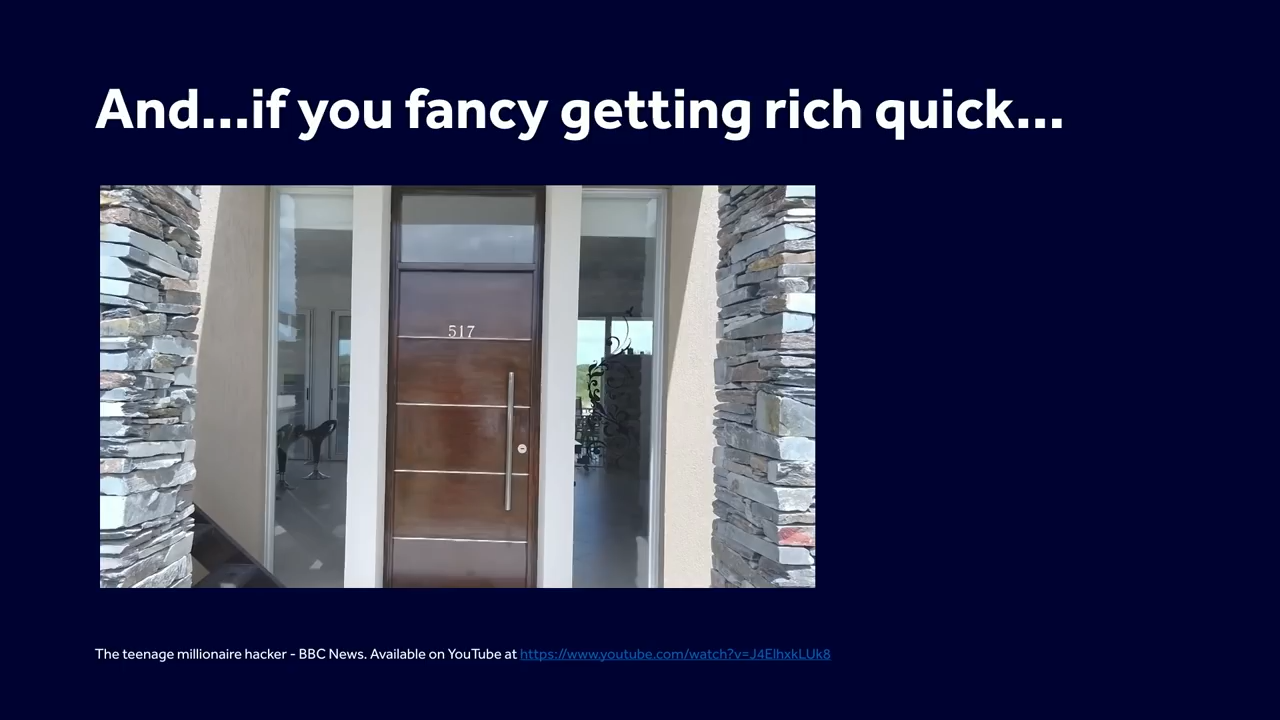 And...if you fancy getting rich quick...
517
The teenage millionaire hacker - BBC News. Available on YouTube at https://www.youtube.com/watch?v=J4ElhxkLUk8